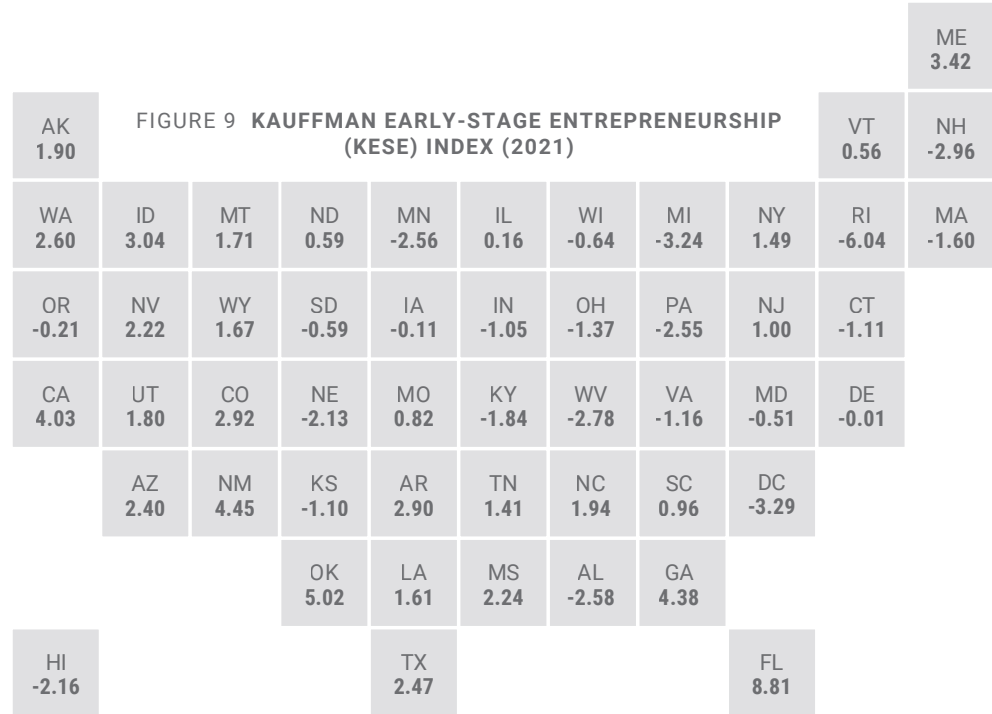 ME
3.42
AK
1.90
FIGURE 9 KAUFFMAN EARLY-STAGE ENTREPRENEURSHIP
(KESE) INDEX (2021)
VT
0.56
NH
-2.96
WA
2.60
ID
3.04
MT
1.71
ND
0.59
MN
-2.56
IL
0.16
WI
-0.64
MI
-3.24
NY
1.49
RI
-6.04
MA
-1.60
OR
-0.21
NV
2.22
WY
1.67
SD
-0.59
IA
-0.11
IN
-1.05
OH
-1.37
PA
-2.55
NJ
1.00
CT
-1.11
CA
4.03
UT
1.80
CO
2.92
NE
-2.13
MO
0.82
KY
-1.84
WV
-2.78
VA
-1.16
MD
-0.51
DE
-0.01
AZ
2.40
NM
4.45
KS
-1.10
AR
2.90
TN
1.41
NC
1.94
SC
0.96
DC
-3.29
OK
5.02
LA
1.61
MS
2.24
AL
-2.58
GA
4.38
HI
-2.16
TX
2.47
FL
8.81